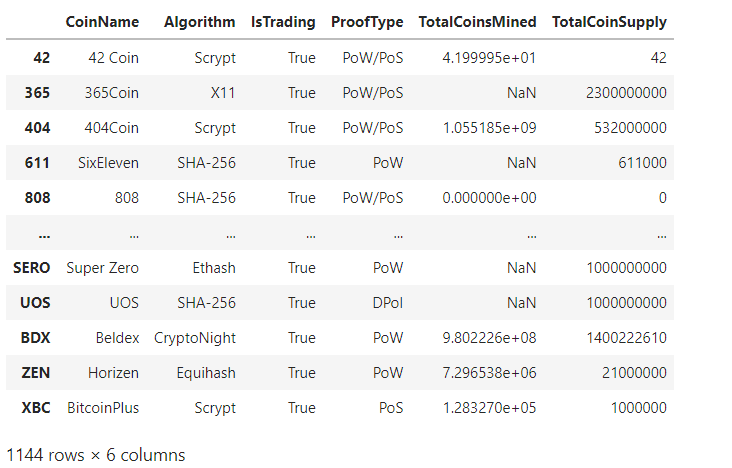 CoinName Algorithm IsTrading ProofType TotalCoinsMined TotalCoinSupply
42 42 Coin Scrypt True PoW/PoS 4.199995e+01 42
365 365Coin X11 True PoW/PoS NaN 2300000000
404 404Coin Scrypt True PoW/PoS 1.055185e+09 532000000
611 SixEleven SHA-256 True PoW NaN 611000
808 808 SHA-256 True PoW/PoS 0.000000e+00 0
... ... ... ... ... ... ...
SERO Super Zero Ethash True PoW NaN 1000000000
UOS UOS SHA-256 True DPoI NaN 1000000000
BDX Beldex CryptoNight True PoW 9.802226e+08 1400222610
ZEN Horizen Equihash True PoW 7.296538e+06 21000000
XBC BitcoinPlus Scrypt True PoS 1.283270e+05 1000000
1144 rows × 6 columns